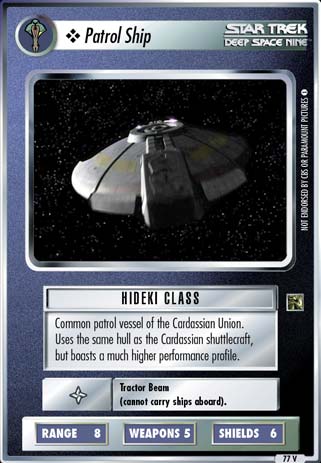 ❖ Patrol Ship
STAR TREK
DEEP SPACE NINE™
NOT ENDORSED BY CBS OR PARAMOUNT PICTURES
HIDEKI CLASS
Common patrol vessel of the Cardassian Union.
Uses the same hull as the Cardassian shuttlecraft,
but boasts a much higher performance profile.
Tractor Beam
(cannot carry ships aboard).
RANGE 8 WEAPONS 5 SHIELDS 6
77 V